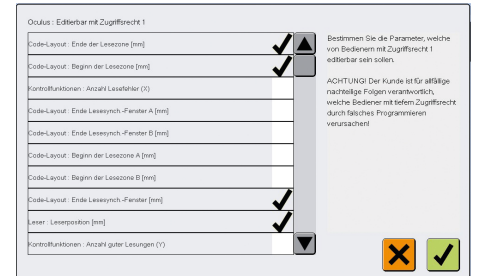 Oculus : Editierbar mit Zugriffsrecht 1
Code-Layout : Ende der Lesezone [mm]
Code-Layout : Beginn der Lesezone [mm]
Kontrollfunktionen : Anzahl Lesefehler (X)
Code-Layout : Ende Lesesynch.-Fenster A [mm]
Code-Layout : Ende Lesesynch.-Fenster B [mm]
Code-Layout : Beginn der Lesezone A [mm]
Code-Layout : Beginn der Lesezone B [mm]
Code-Layout : Ende Lesesynch.-Fenster [mm]
Leser : Leserposition [mm]
Kontrollfunktionen : Anzahl guter Lesungen (Y)
Bestimmen Sie die Parameter, welche
von Bedienern mit Zugriffsrecht 1
editierbar sein sollen.
ACHTUNG! Der Kunde ist für allfällige
nachteilige Folgen verantwortlich,
welche Bediener mit tiefem Zugriffsrecht
durch falsches Programmieren
verursachen!